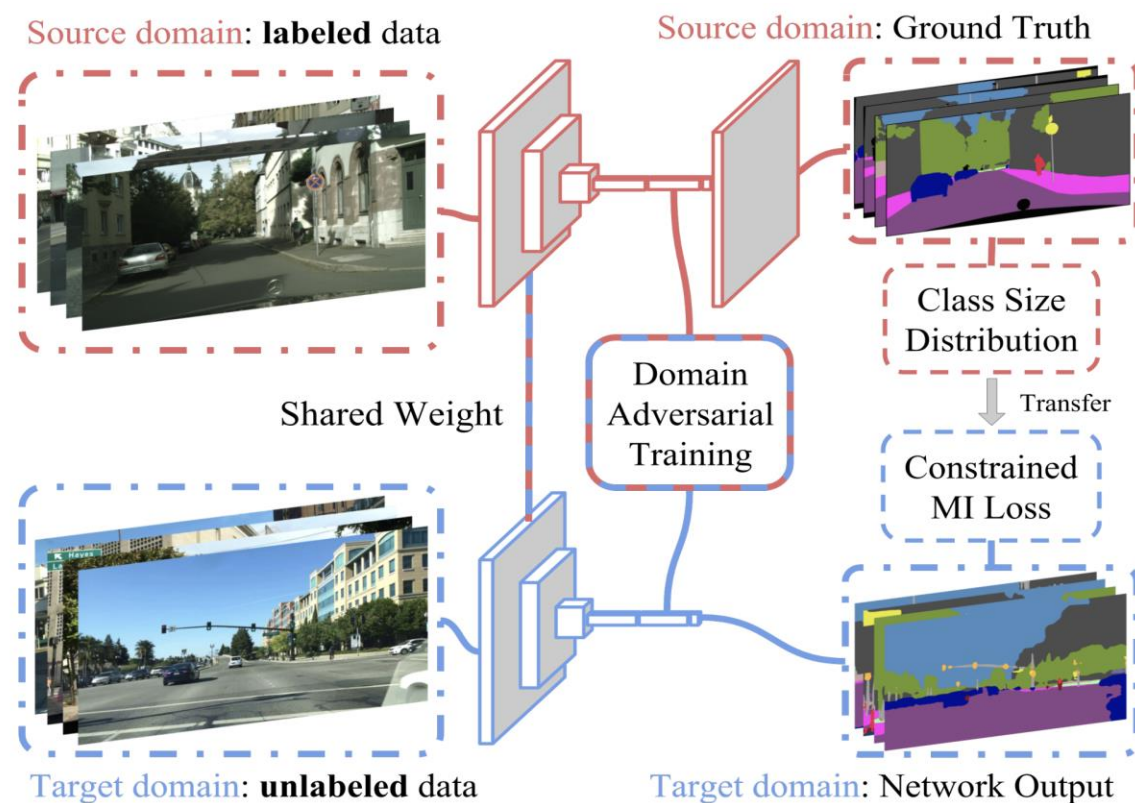 Source domain: labeled data
Source domain: Ground Truth
Class Size
Distribution
Transfer
Domain
Adversarial
Training
Shared Weight
Constrained
MI Loss
Hayes
Target domain: unlabeled data
Target domain: Network Output